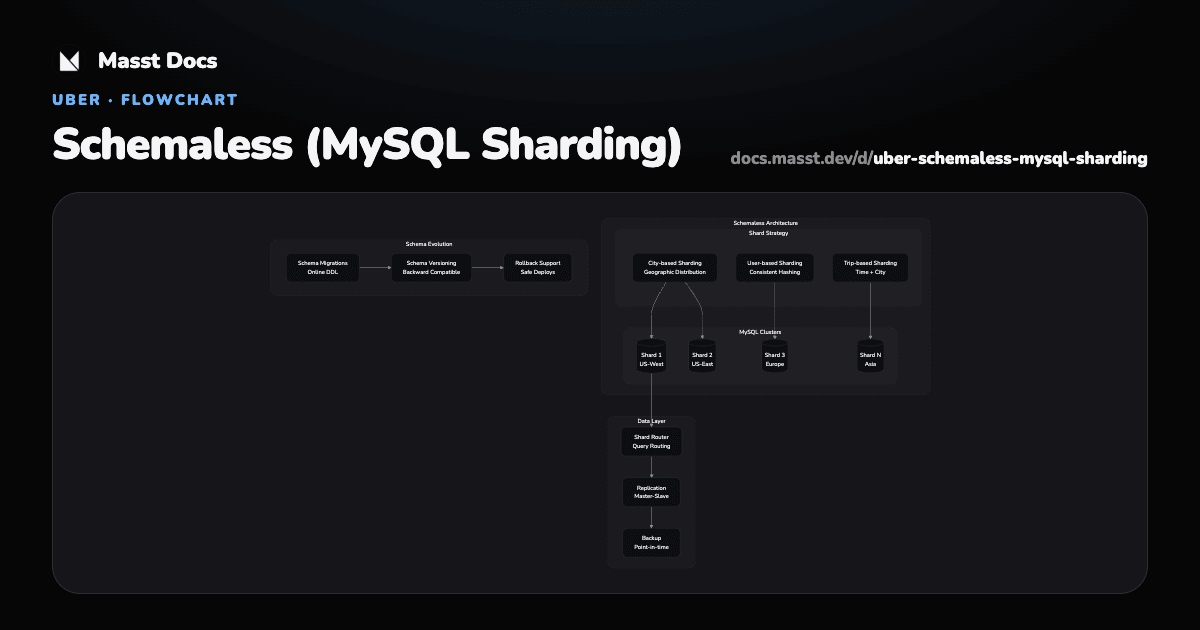 Masst Docs
UBER · FLOWCHART
Schemaless (MySQL Sharding)
docs.masst.dev/d/uber-schemaless-mysql-sharding
Schema Evolution
Schema Migrations
Online DDL
Schema Versioning
Backward Compatible
Rollback Support
Safe Deploys
Schemaless Architecture
Shard Strategy
City-based Sharding
Geographic Distribution
User-based Sharding
Consistent Hashing
Trip-based Sharding
Time + City
MySQL Clusters
Shard 1
US-West
Shard 2
US-East
Shard 3
Europe
Shard N
Asia
Data Layer
Shard Router
Query Routing
Replication
Master-Slave
Backup
Point-in-time